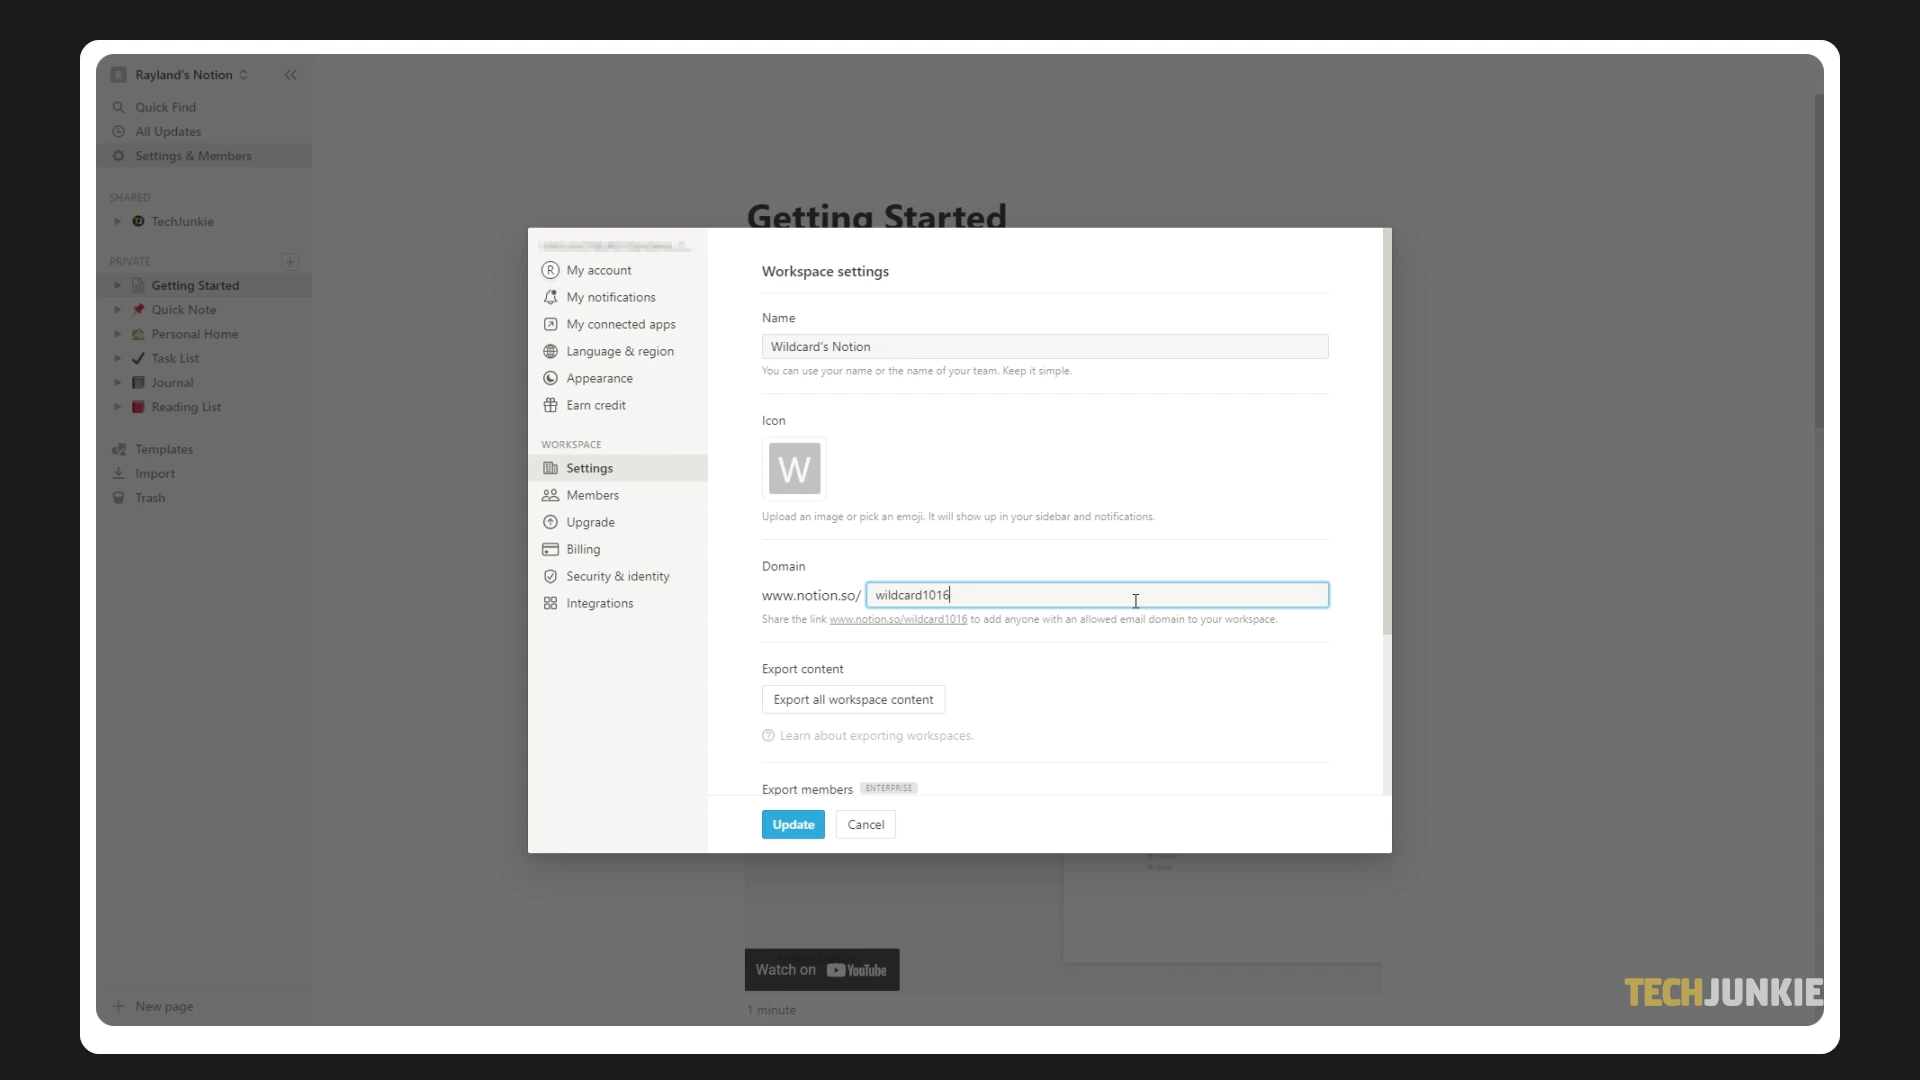 R Rayland's Notion
Quick Find
All Updates
Settings & Members
SHARED
TechJunkie
PRIVATE
Getting Started
Quick Note
Personal Home
Task List
Journal
Reading List
Templates
Import
Trash
New page
Getting Started
R My account
My notifications
My connected apps
Language & region
Appearance
Earn credit
WORKSPACE
Settings
Members
Upgrade
Billing
Security & identity
Integrations
Workspace settings
Name
Wildcard's Notion
You can use your name or the name of your team. Keep it simple.
Icon
W
Upload an image or pick an emoji. It will show up in your sidebar and notifications.
Domain
www.notion.so/ wildcard1016
Share the link www.notion.so/wildcard1016 to add anyone with an allowed email domain to your workspace.
Export content
Export all workspace content
Learn about exporting workspaces.
Export members ENTERPRISE
Update Cancel
Watch on YouTube
1 minute
TECHJUNKIE